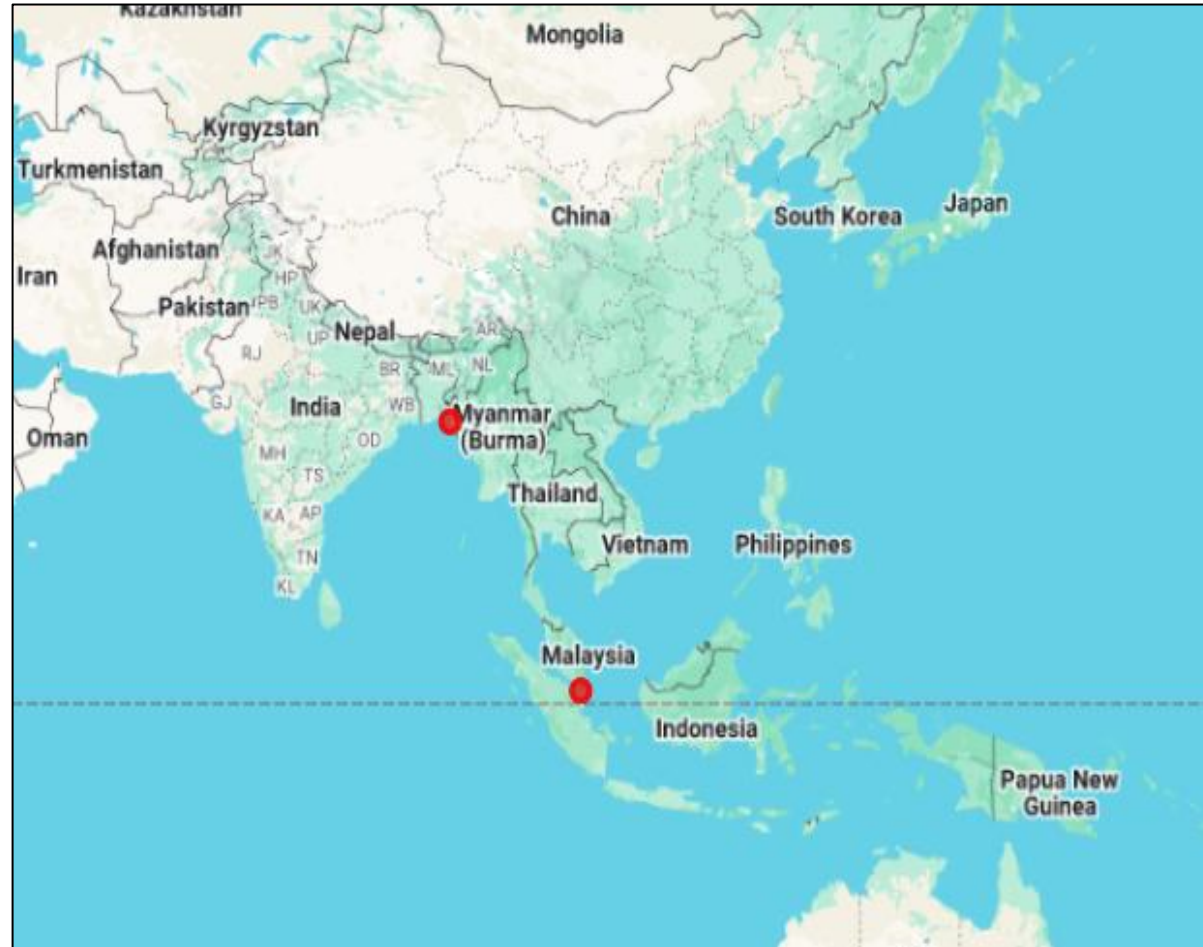 Kazakhstan
Mongolia
Kyrgyzstan
Turkmenistan
China
South Korea
Japan
Afghanistan
JK
Iran
HP
Pakistan
PB
UK
Nepal
AR
UP
RJ
BR
ML
NL
GJ
India
WB
Myanmar
(Burma)
Oman
OD
MH
TS
Thailand
KA
AP
Vietnam
Philippines
TN
KL
Malaysia
Indonesia
Papua New
Guinea